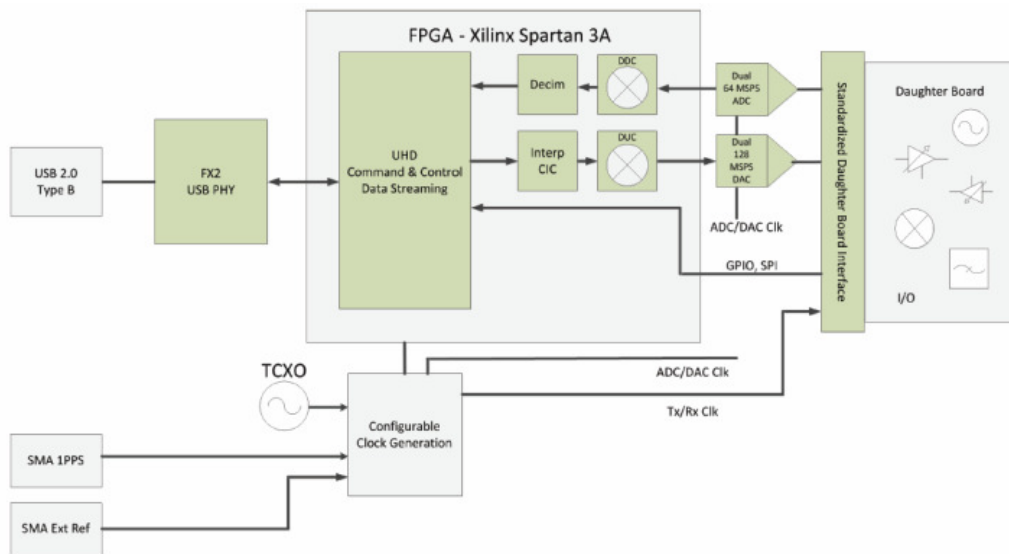 FPGA - Xilinx Spartan 3A
DDC
Decim
Dual
64 MSPS
ADC
Daughter Board
USB 2.0
Type B
FX2
USB PHY
UHD
Command & Control
Data Streaming
DUC
Interp
CIC
Dual
128
MSPS
DAC
Standardized Daughter Board Interface
ADC/DAC Clk
GPIO, SPI
I/O
TCXO
ADC/DAC Clk
Tx/Rx Clk
Configurable
Clock Generation
SMA 1PPS
SMA Ext Ref